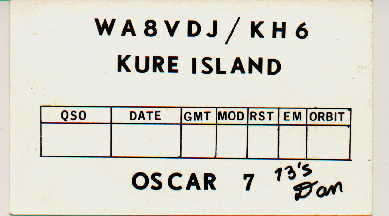 WA8VDJ/KH6
KURE ISLAND
QSO DATE GMT MOD RST EM ORBIT
OSCAR 7 73's
Dan